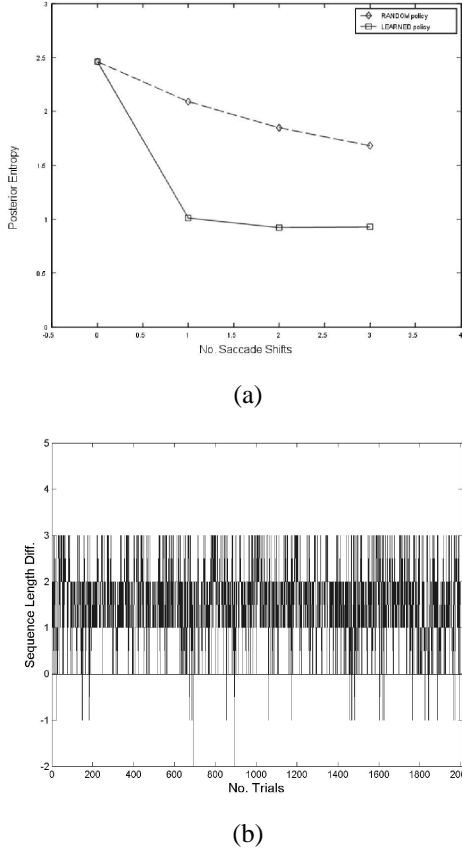 3
RANDOM policy
LEARNED policy
2.5
2
1.5
1
0.5
0
Posterior Entropy
-0.5 0 0.5 1 1.5 2 2.5 3 3.5 4
No. Saccade Shifts
(a)
5
4
3
2
1
0
-1
-2
Sequence Length Diff.
0 200 400 600 800 1000 1200 1400 1600 1800 200
No. Trials
(b)